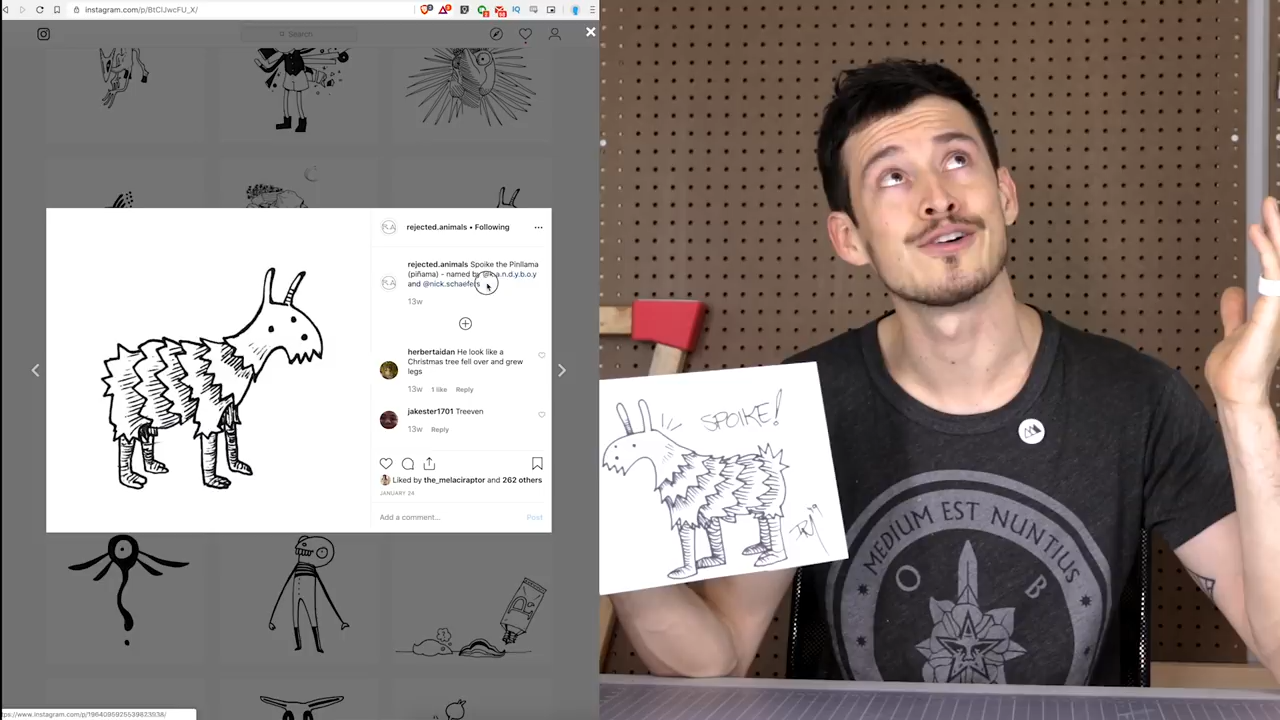 instagram.com/p/BtCIJwcFU_X/
Search
rejected.animals • Following
rejected.animals Spoike the Pinllama
(piñama) - named by @k.a.n.d.y.b.o.y
and @nick.schaefers
13w
herbertaidan He look like a
Christmas tree fell over and grew
legs
13w 1 like Reply
jakester1701 Treeven
13w Reply
Liked by the_melaciraptor and 262 others
JANUARY 24
Add a comment... Post
SPOIKE!
MEDIUM EST NUNTIUS
O B